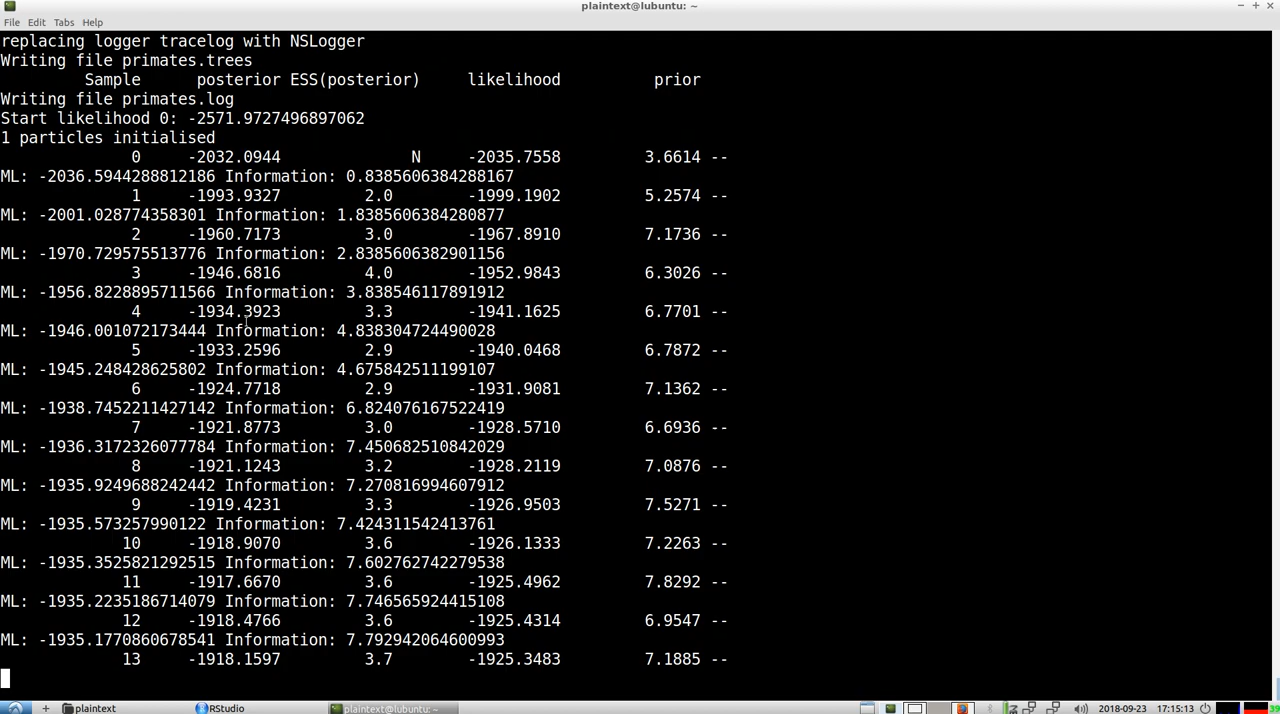 plaintext@lubuntu: ~
File Edit Tabs Help
replacing logger tracelog with NSLogger
Writing file primates.trees
Sample posterior ESS(posterior) likelihood prior
Writing file primates.log
Start likelihood 0: -2571.9727496897062
1 particles initialised
0 -2032.0944 N -2035.7558 3.6614 --
ML: -2036.5944288812186 Information: 0.8385606384288167
1 -1993.9327 2.0 -1999.1902 5.2574 --
ML: -2001.028774358301 Information: 1.8385606384280877
2 -1960.7173 3.0 -1967.8910 7.1736 --
ML: -1970.729575513776 Information: 2.8385606382901156
3 -1946.6816 4.0 -1952.9843 6.3026 --
ML: -1956.8228895711566 Information: 3.838546117891912
4 -1934.3923 3.3 -1941.1625 6.7701 --
ML: -1946.001072173444 Information: 4.838304724490028
5 -1933.2596 2.9 -1940.0468 6.7872 --
ML: -1945.248428625802 Information: 4.675842511199107
6 -1924.7718 2.9 -1931.9081 7.1362 --
ML: -1938.7452211427142 Information: 6.824076167522419
7 -1921.8773 3.0 -1928.5710 6.6936 --
ML: -1936.3172326077784 Information: 7.450682510842029
8 -1921.1243 3.2 -1928.2119 7.0876 --
ML: -1935.9249688242442 Information: 7.270816994607912
9 -1919.4231 3.3 -1926.9503 7.5271 --
ML: -1935.573257990122 Information: 7.424311542413761
10 -1918.9070 3.6 -1926.1333 7.2263 --
ML: -1935.3525821292515 Information: 7.602762742279538
11 -1917.6670 3.6 -1925.4962 7.8292 --
ML: -1935.2235186714079 Information: 7.746565924415108
12 -1918.4766 3.6 -1925.4314 6.9547 --
ML: -1935.1770860678541 Information: 7.792942064600993
13 -1918.1597 3.7 -1925.3483 7.1885 --
plaintext RStudio plaintext@lubuntu: ~ 2018-09-23 17:15:13 39